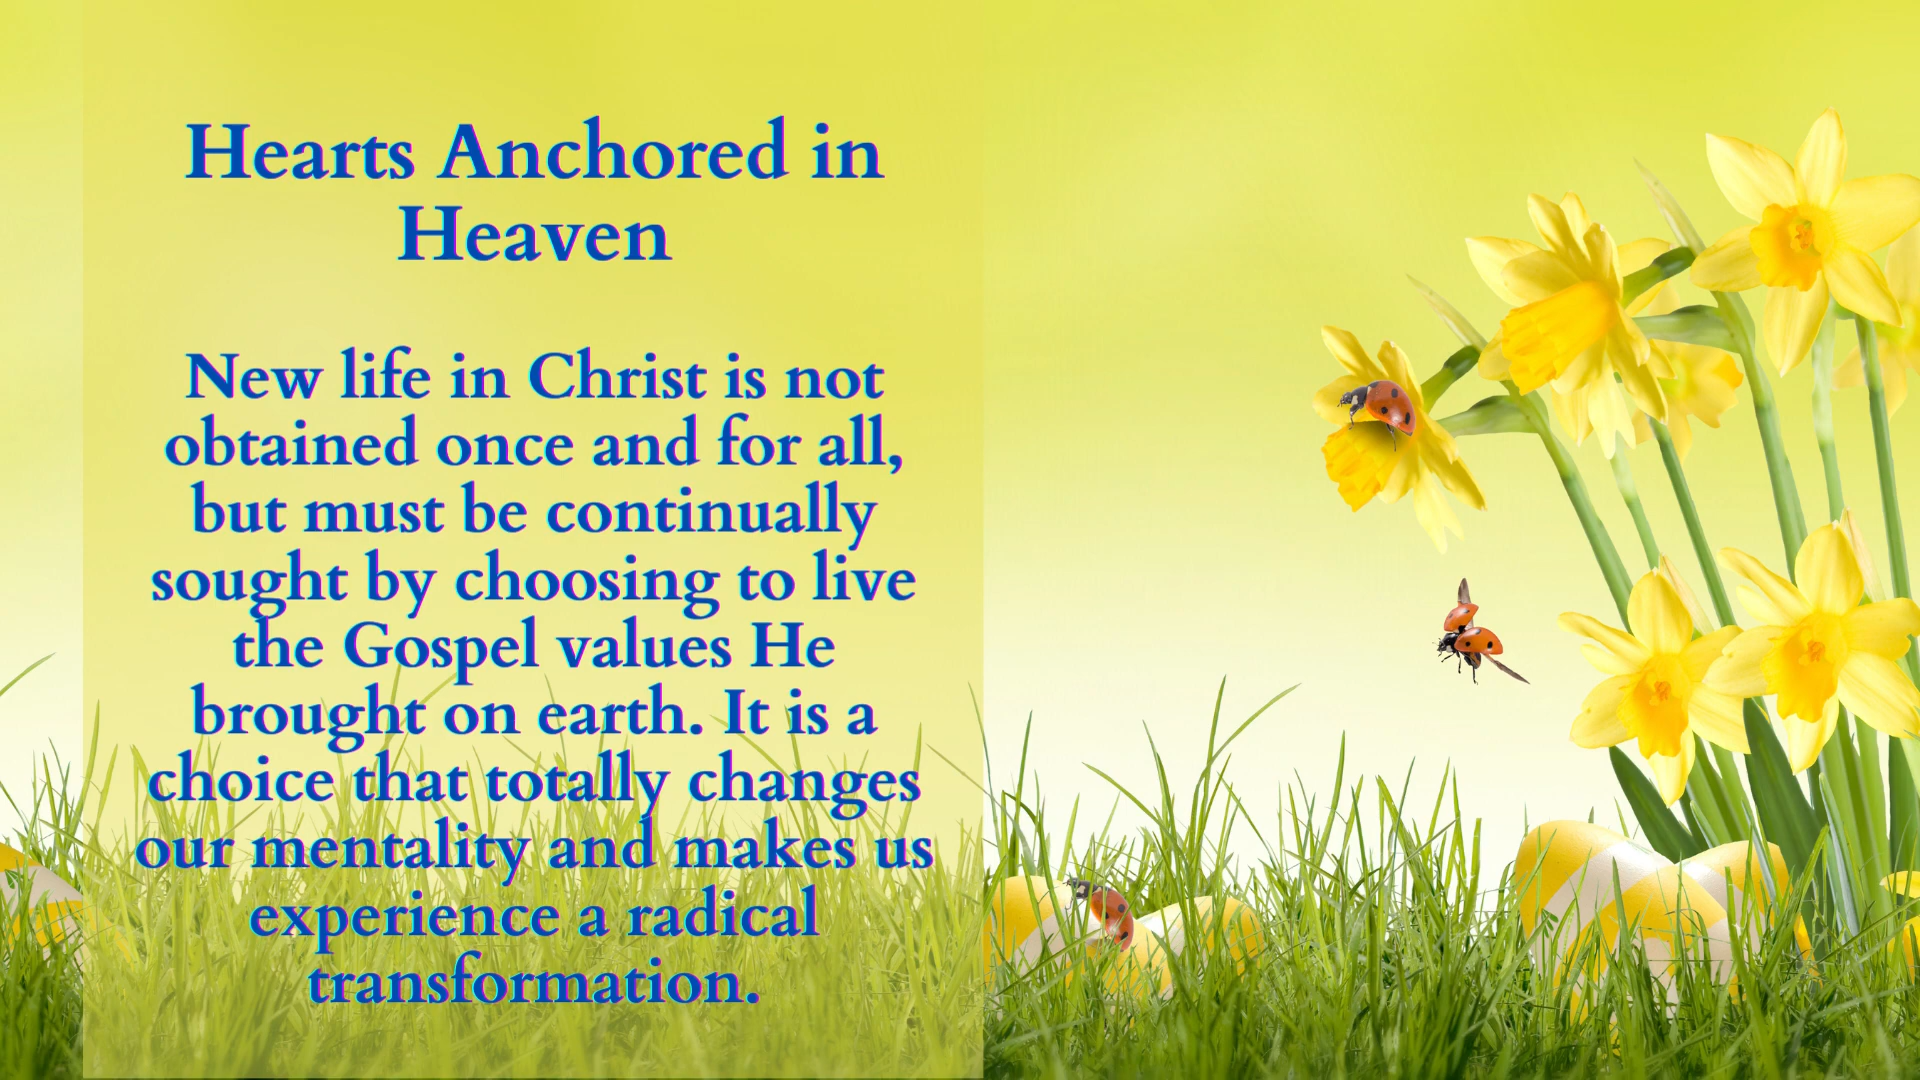 Hearts Anchored in
Heaven
New life in Christ is not
obtained once and for all,
but must be continually
sought by choosing to live
the Gospel values He
brought on earth. It is a
choice that totally changes
our mentality and makes us
experience a radical
transformation.